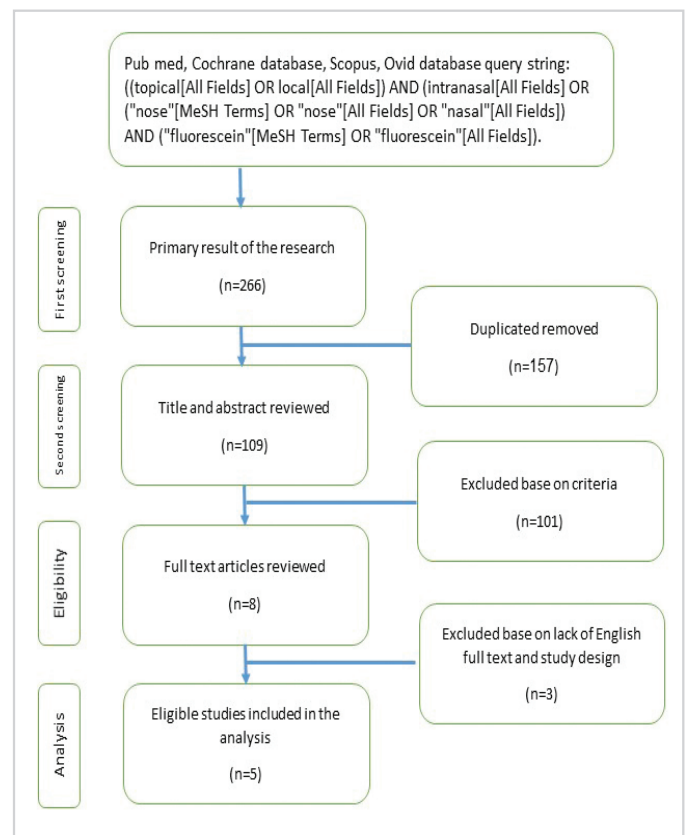 Pub med, Cochrane database, Scopus, Ovid database query string:
((topical[All Fields] OR local[All Fields]) AND (intranasal[All Fields] OR
("nose"[MeSH Terms] OR "nose"[All Fields] OR "nasal"[All Fields])
AND ("fluorescein"[MeSH Terms] OR "fluorescein"[All Fields]).
First screening
Primary result of the research
(n=266)
Duplicated removed
(n=157)
Second screening
Title and abstract reviewed
(n=109)
Excluded base on criteria
(n=101)
Eligibility
Full text articles reviewed
(n=8)
Excluded base on lack of English
full text and study design
(n=3)
Analysis
Eligible studies included in the
analysis
(n=5)